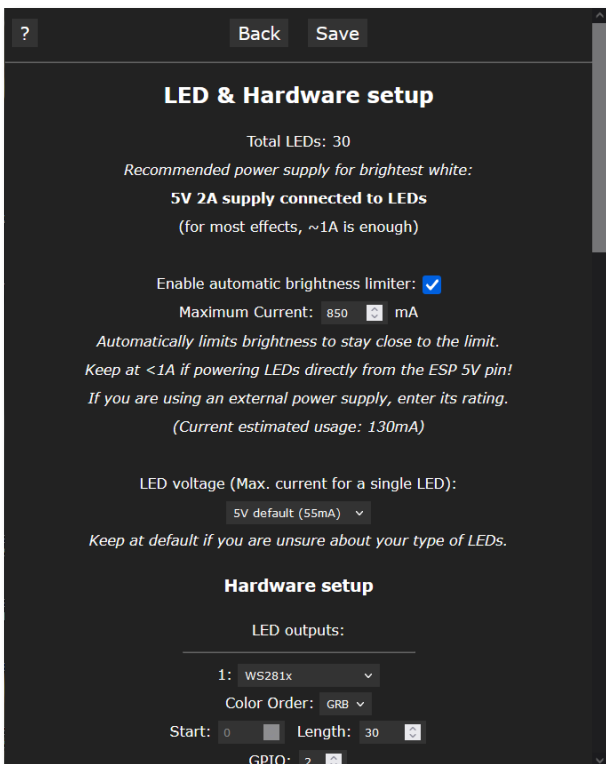 ? Back Save
LED & Hardware setup
Total LEDs: 30
Recommended power supply for brightest white:
5V 2A supply connected to LEDs
(for most effects, ~1A is enough)
Enable automatic brightness limiter:
Maximum Current: 850 mA
Automatically limits brightness to stay close to the limit.
Keep at <1A if powering LEDs directly from the ESP 5V pin!
If you are using an external power supply, enter its rating.
(Current estimated usage: 130mA)
LED voltage (Max. current for a single LED):
5V default (55mA)
Keep at default if you are unsure about your type of LEDs.
Hardware setup
LED outputs:
1: WS281x
Color Order: GRB
Start: 0 Length: 30
GPIO: 2